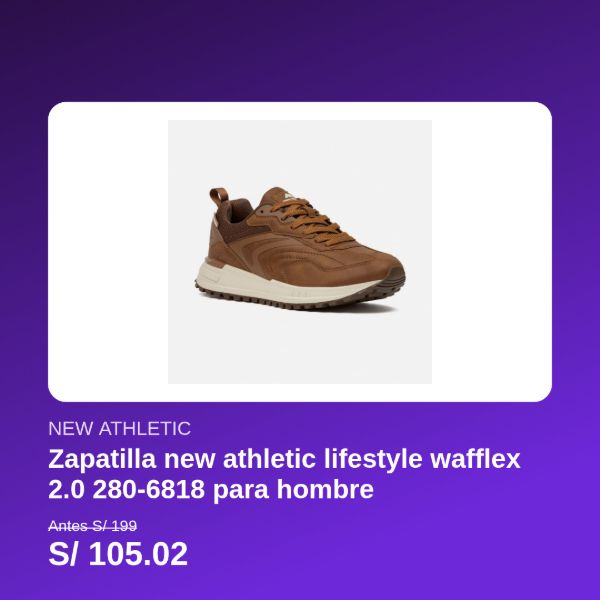 NEW ATHLETIC
Zapatilla new athletic lifestyle wafflex
2.0 280-6818 para hombre
Antes S/ 199
S/ 105.02